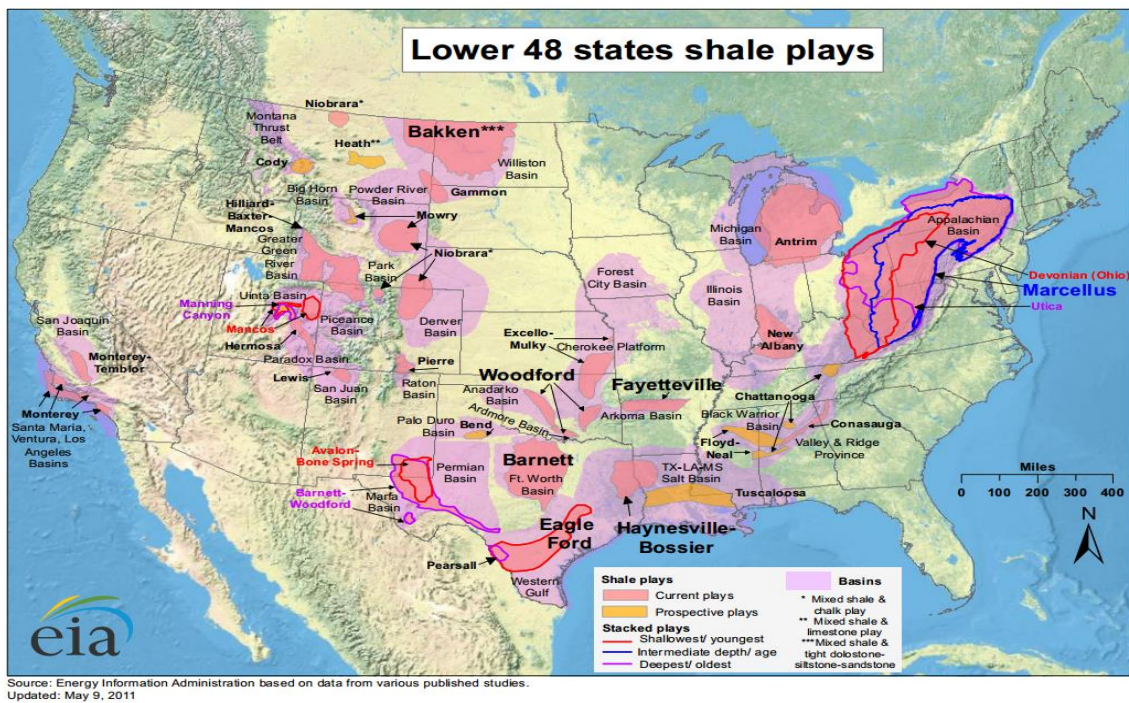 Lower 48 states shale plays
Niobrara*
Montana
Thrust
Belt
Bakken***
Heath**
Cody
Williston
Basin
Big Horn
Basin
Powder River
Basin
Gammon
Hilliard-
Baxter-
Mancos
Mowry
Greater
Green
River
Basin
Niobrara*
Park
Basin
Michigan
Basin
Antrim
Appalachian
Basin
Devonian (Ohio)
Marcellus
Utica
Forest
City Basin
Illinois
Basin
Uinta Basin
Manning
Canyon
Mancos
Piceance
Basin
Denver
Basin
San Joaquin
Basin
Hermosa
Excello-
Mulky
Cherokee Platform
New
Albany
Monterey-
Temblor
Paradox Basin
Lewis
San Juan
Basin
Pierre
Raton
Basin
Woodford
Anadarko
Basin
Fayetteville
Arkoma Basin
Chattanooga
Monterey
Santa Maria,
Ventura, Los
Angeles
Basins
Palo Duro
Basin
Bend
Ardmore Basin
Black Warrior
Basin
Conasauga
Floyd-
Neal
Valley & Ridge
Province
Avalon-
Bone Spring
Permian
Basin
Barnett
Ft. Worth
Basin
TX-LA-MS
Salt Basin
Tuscaloosa
Barnett-
Woodford
Marfa
Basin
Eagle
Ford
Haynesville-
Bossier
Pearsall
Western
Gulf
Miles
0 100 200 300 400
N
Shale plays
Current plays
Prospective plays
Stacked plays
Shallowest/ youngest
Intermediate depth/ age
Deepest/ oldest
Basins
* Mixed shale &
chalk play
** Mixed shale &
limestone play
***Mixed shale &
tight dolostone-
siltstone-sandstone
eia
Source: Energy Information Administration based on data from various published studies.
Updated: May 9, 2011